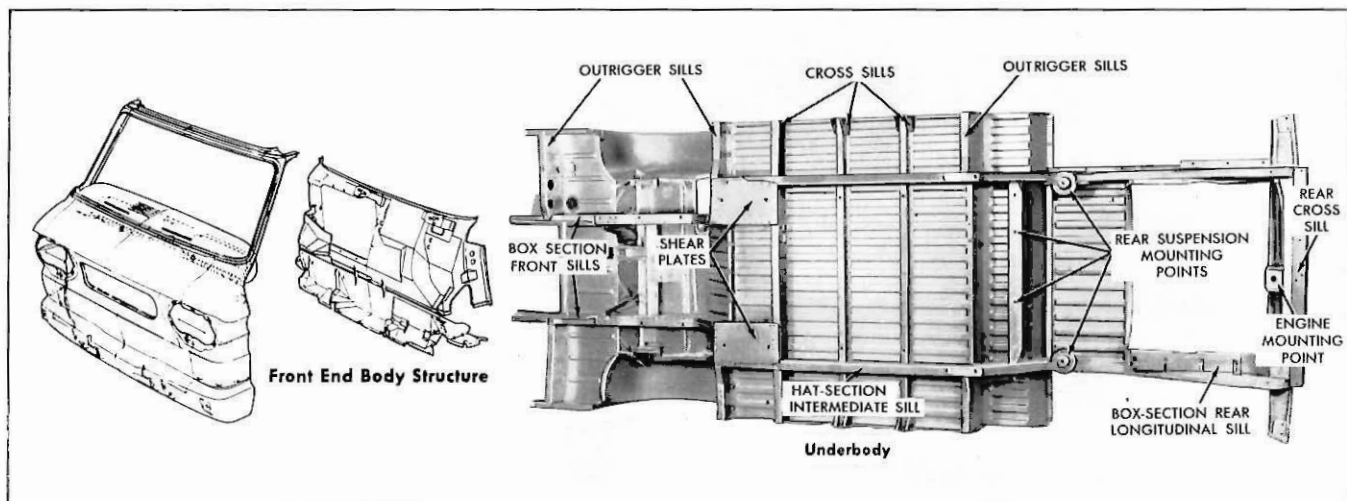 OUTRIGGER SILLS
CROSS SILLS
OUTRIGGER SILLS
BOX SECTION
FRONT SILLS
SHEAR
PLATES
REAR SUSPENSION
MOUNTING
POINTS
REAR
CROSS
SILL
ENGINE
MOUNTING
POINT
HAT-SECTION
INTERMEDIATE SILL
BOX-SECTION REAR
LONGITUDINAL SILL
Front End Body Structure
Underbody